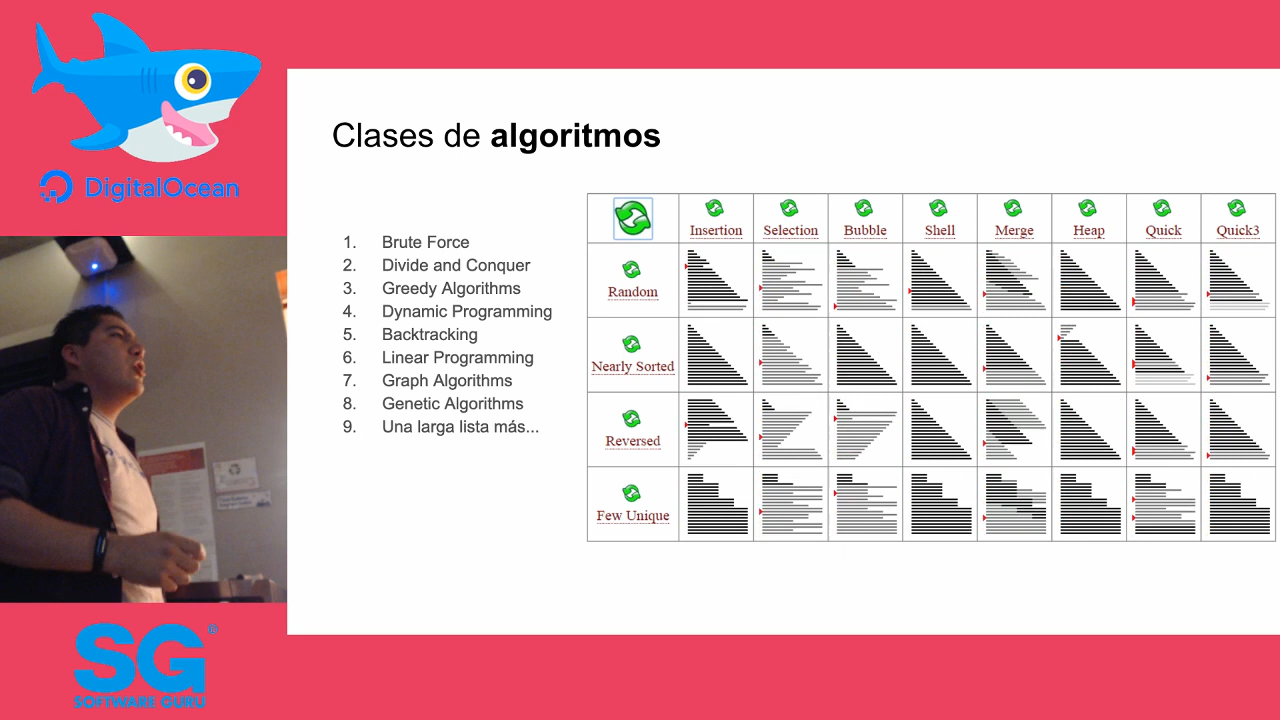 DigitalOcean
SG®
SOFTWARE GURU
Clases de algoritmos
1. Brute Force
2. Divide and Conquer
3. Greedy Algorithms
4. Dynanic Programming
5. Backtracking
6. Linear Programming
7. Graph Algorithms
8. Genetic Algorithms
9. Una larga lista más...
Insertion Selection Bubble Shell Merge Heap Quick Quick3
Random
Nearly Sorted
Reversed
Few Unique